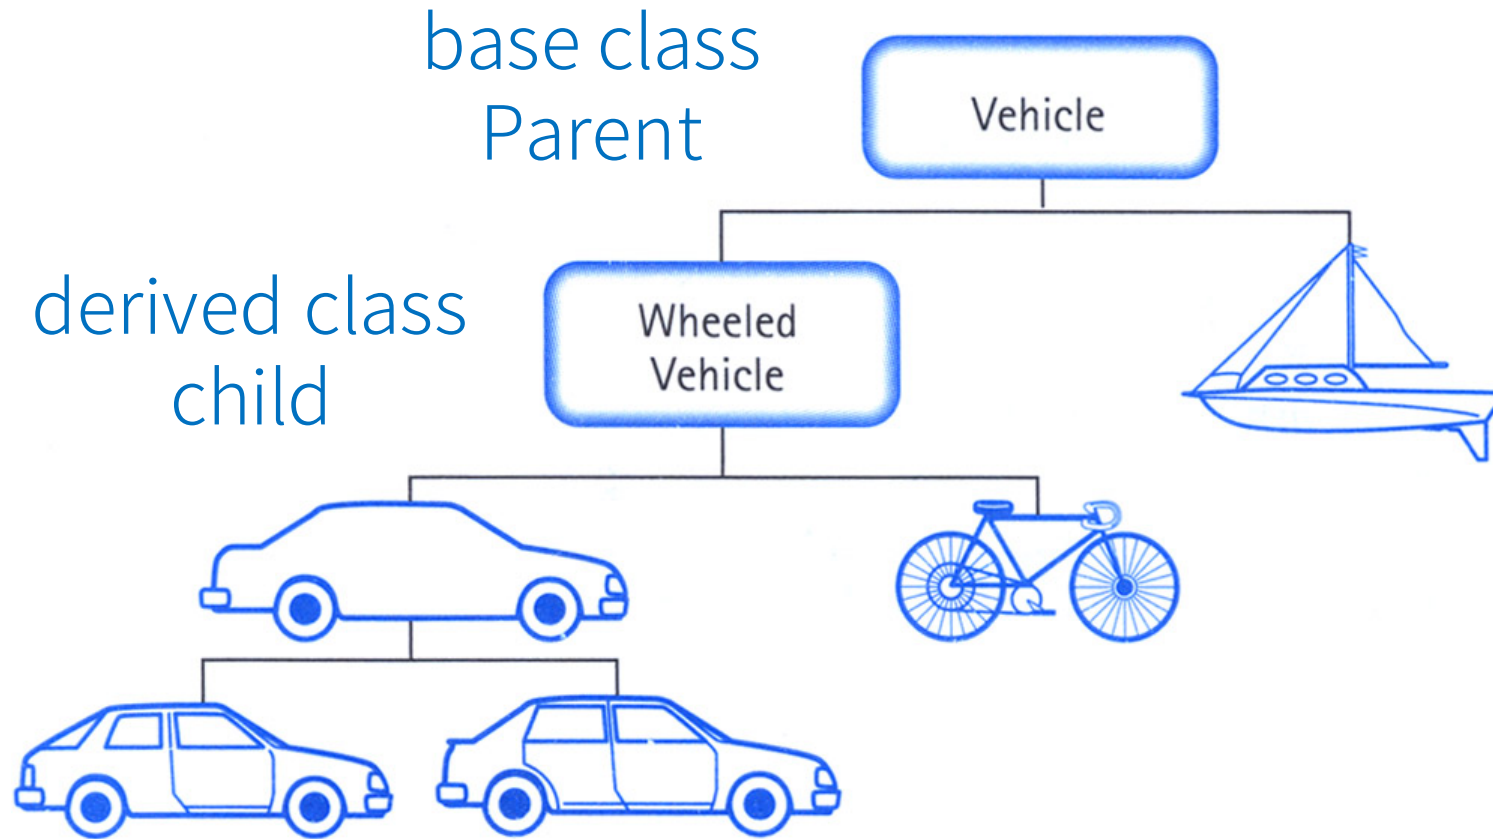 base class
Parent
Vehicle
derived class
child
Wheeled
Vehicle